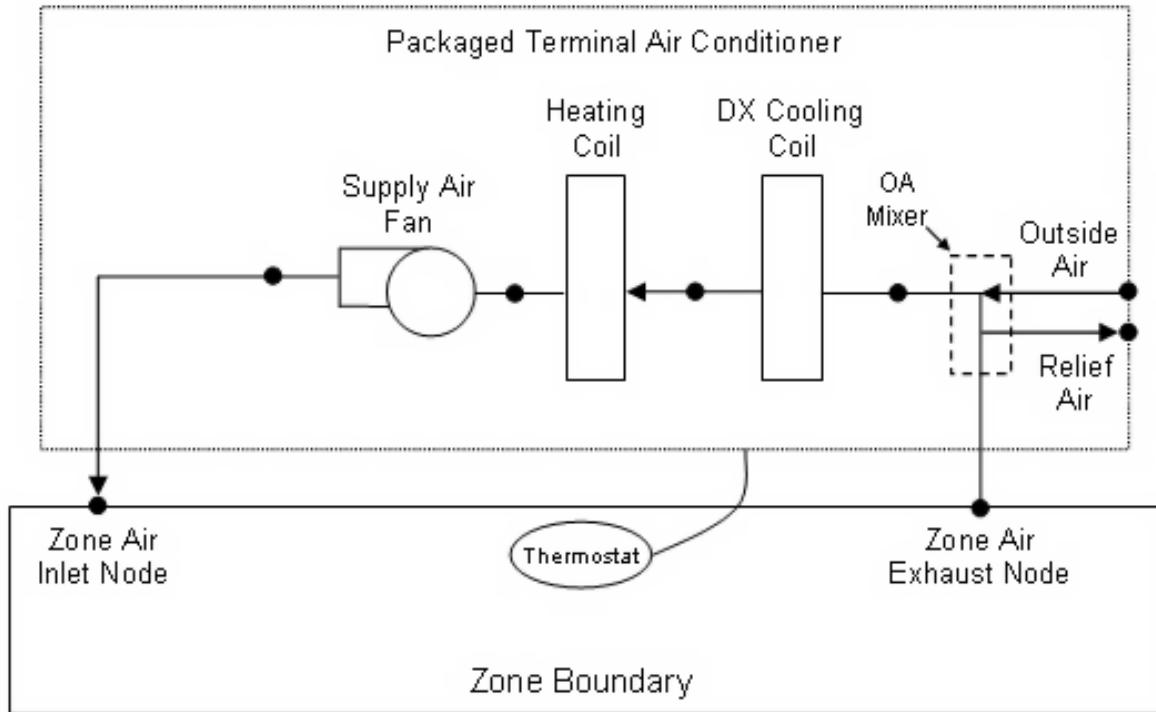 Packaged Terminal Air Conditioner
Heating
Coil
DX Cooling
Coil
Supply Air
Fan
OA
Mixer
Outside
Air
Relief
Air
Zone Air
Inlet Node
Thermostat
Zone Air
Exhaust Node
Zone Boundary